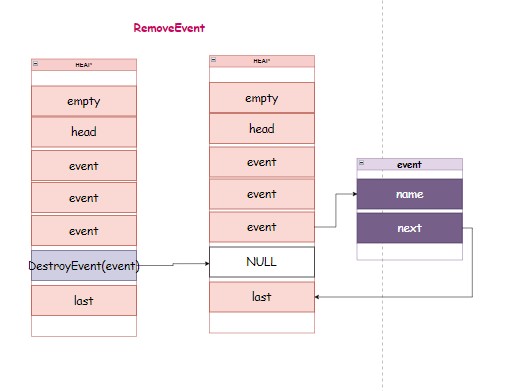 RemoveEvent
HEAP
empty
head
event
event
event
DestroyEvent(event)
last
HEAP
empty
head
event
event
event
NULL
last
event
name
next